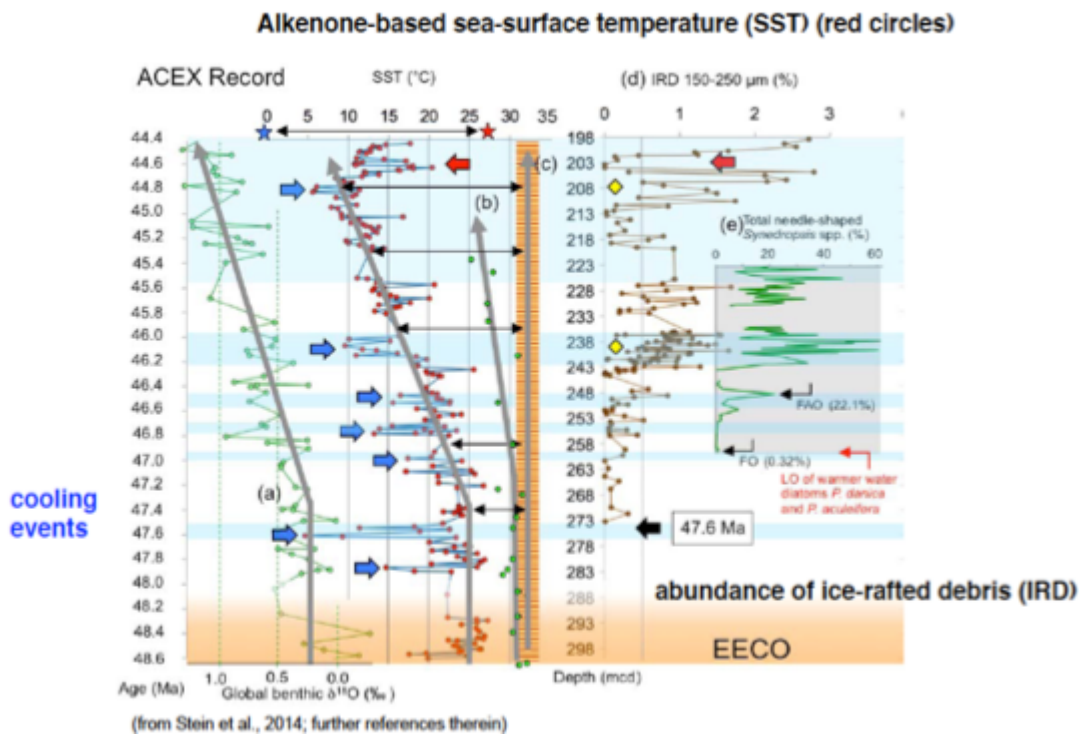 Alkenone-based sea-surface temperature (SST) (red circles)
ACEX Record
SST (°C)
(d) IRD 150-250 µm (%)
0 5 10 15 20 25 30 35
0 1 2 3
44.4
44.6
44.8
45.0
45.2
45.4
45.6
45.8
46.0
46.2
46.4
46.6
46.8
47.0
47.2
47.4
47.6
47.8
48.0
48.2
48.4
48.6
(a)
(b)
(c)
198
203
208
213
218
223
228
233
238
243
248
253
258
263
268
273
278
283
288
293
298
(e) Total needle-shaped
Synedropsis spp. (%)
0 20 40 60
FAO (22.1%)
FO (0.32%)
LO of warmer water
diatoms P. danica
and P. aculeifera
cooling
events
47.6 Ma
abundance of ice-rafted debris (IRD)
EECO
1.0 0.5 0.0
Age (Ma)
Global benthic δ¹⁸O (‰)
Depth (mcd)
(from Stein et al., 2014; further references therein)